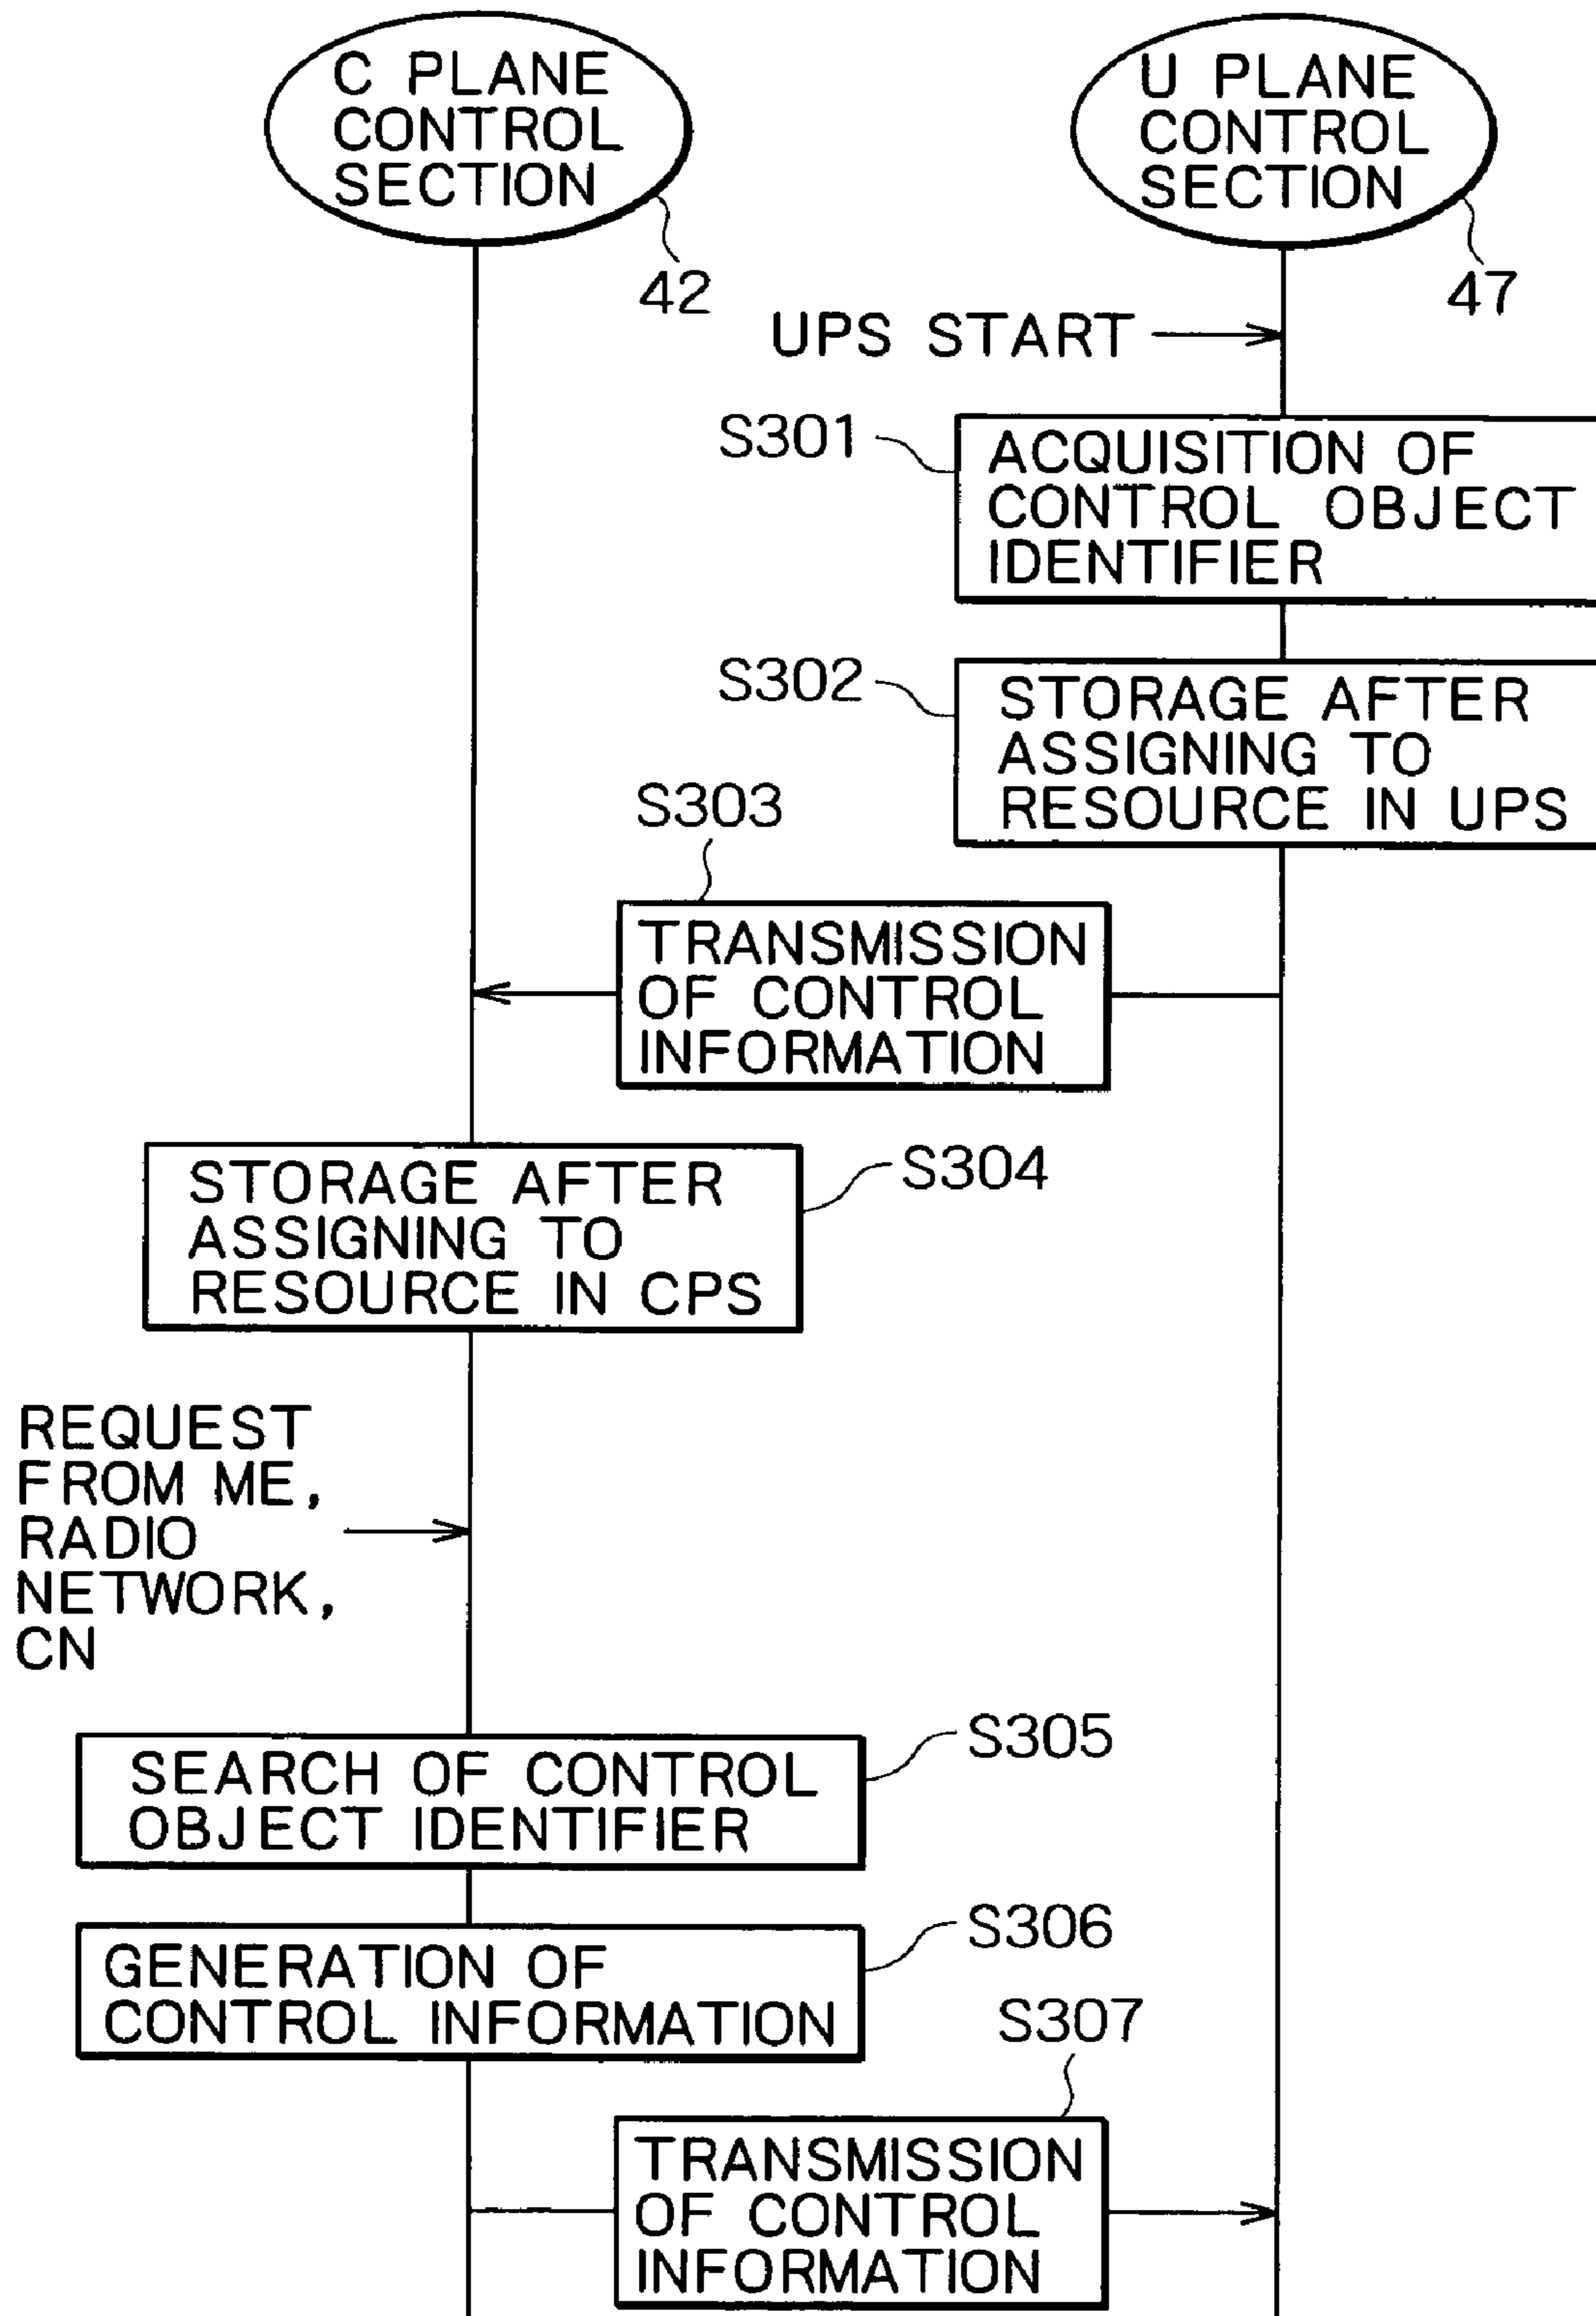 C PLANE
CONTROL
SECTION
42
U PLANE
CONTROL
SECTION
47
UPS START
S301
ACQUISITION OF
CONTROL OBJECT
IDENTIFIER
S302
STORAGE AFTER
ASSIGNING TO
RESOURCE IN UPS
S303
TRANSMISSION
OF CONTROL
INFORMATION
STORAGE AFTER
ASSIGNING TO
RESOURCE IN CPS
S304
REQUEST
FROM ME,
RADIO
NETWORK,
CN
SEARCH OF CONTROL
OBJECT IDENTIFIER
S305
GENERATION OF
CONTROL INFORMATION
S306
S307
TRANSMISSION
OF CONTROL
INFORMATION